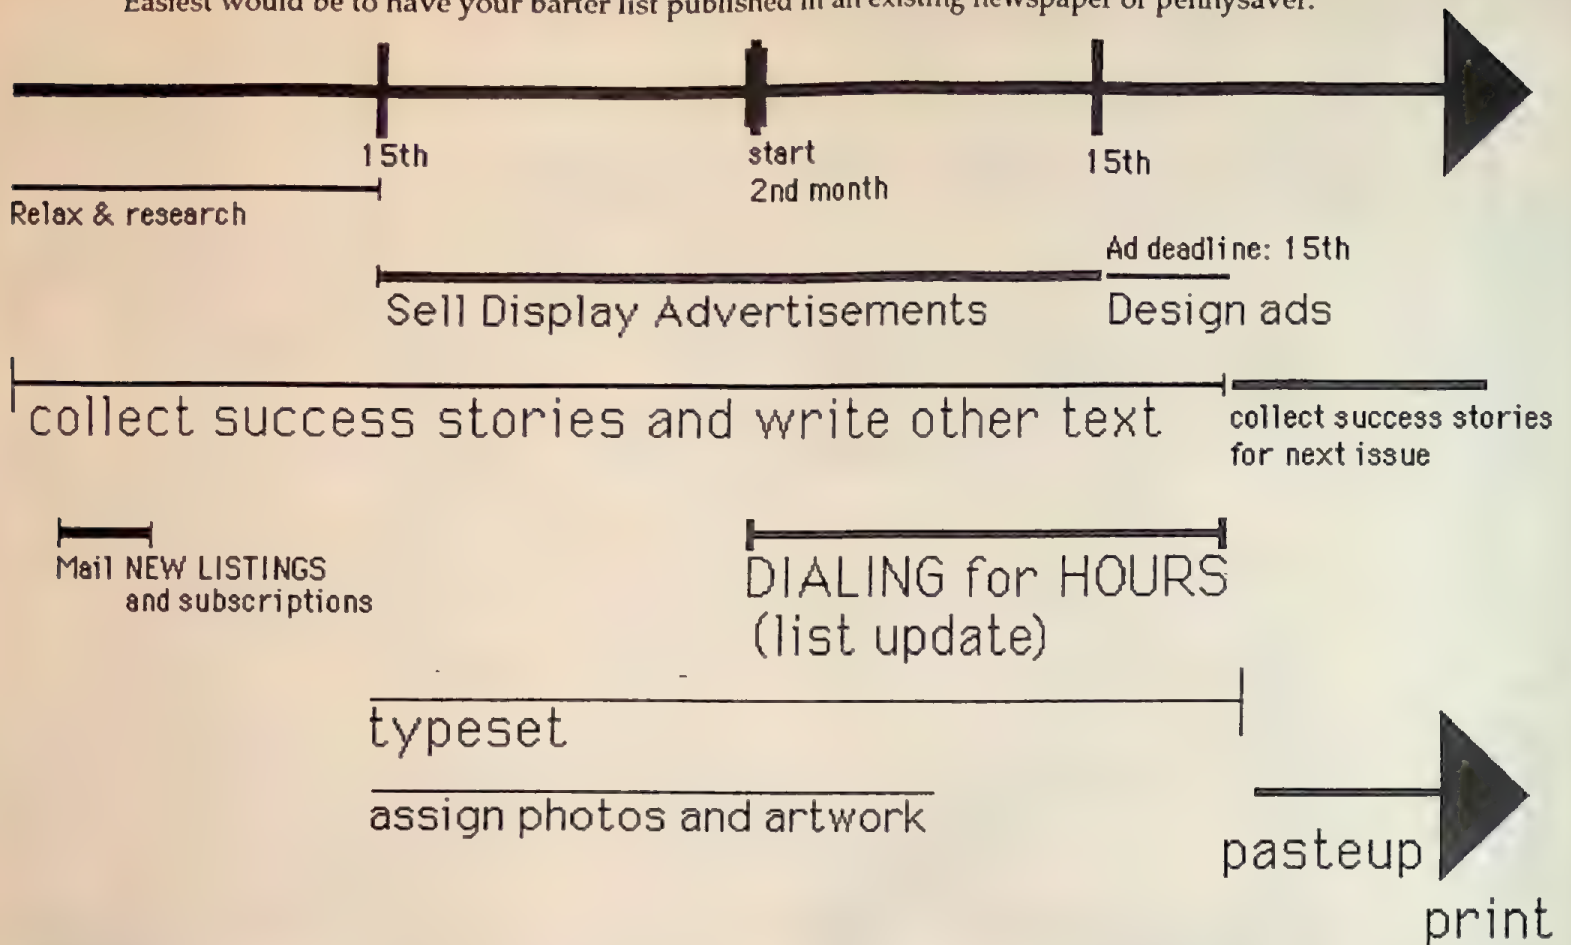 Easiest would be to have your barter list published in an existing newspaper or pennysaver.
15th
start
2nd month
15th
Relax & research
Ad deadline: 15th
Sell Display Advertisements
Design ads
collect success stories and write other text
collect success stories
for next issue
Mail NEW LISTINGS
and subscriptions
DIALING for HOURS
(list update)
typeset
assign photos and artwork
pasteup
print